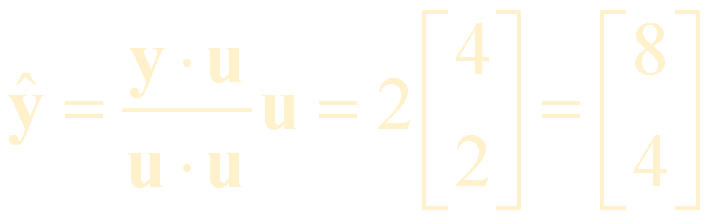 ŷ = (y · u)/(u · u) u = 2 [4; 2] = [8; 4]